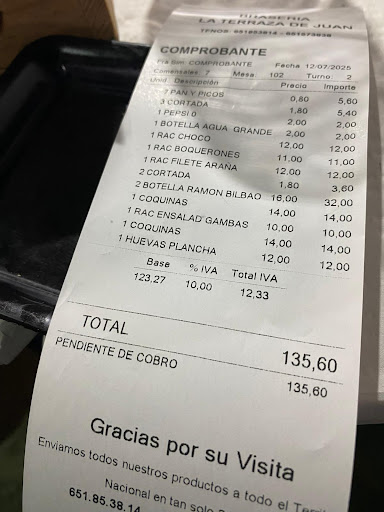 LA TERRAZA DE JUAN
COMPROBANTE
Fra Sim: COMPROBANTE Fecha 12-07/2025
Comensales 7 Mesa: 102 Turno: 2
Unid Descripción Precio Importe
7 PAN Y PICOS 0,80 5,60
3 CORTADA 1,80 5,40
1 PEPSI 0 2,00 2,00
1 BOTELLA AGUA GRANDE 2,00 2,00
1 RAC CHOCO 12,00 12,00
1 RAC BOQUERONES 11,00 11,00
1 RAC FILETE ARAÑA 12,00 12,00
2 CORTADA 1,80 3,60
2 BOTELLA RAMON BILBAO 16,00 32,00
1 COQUINAS 14,00 14,00
1 RAC ENSALAD' GAMBAS 10,00 10,00
1 COQUINAS 14,00 14,00
1 HUEVAS PLANCHA 12,00 12,00
Base % IVA Total IVA
123,27 10,00 12,33
TOTAL 135,60
PENDIENTE DE COBRO 135,60
Gracias por su Visita
Enviamos todos nuestros productos a todo el
Nacional en tan solo
651.85.38.14